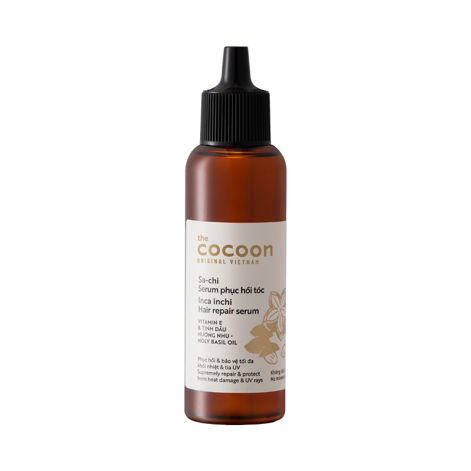 the
cocoon
ORIGINAL VIETNAM
Sa-chi
Serum phục hồi tóc
Inca inchi
Hair repair serum
VITAMIN E
& TINH DẦU
HƯƠNG NHU -
HOLY BASIL OIL
Phục hồi & bảo vệ tối đa
khỏi nhiệt & tia UV
Supremely repair & protect
from heat damage & UV rays
Không
No